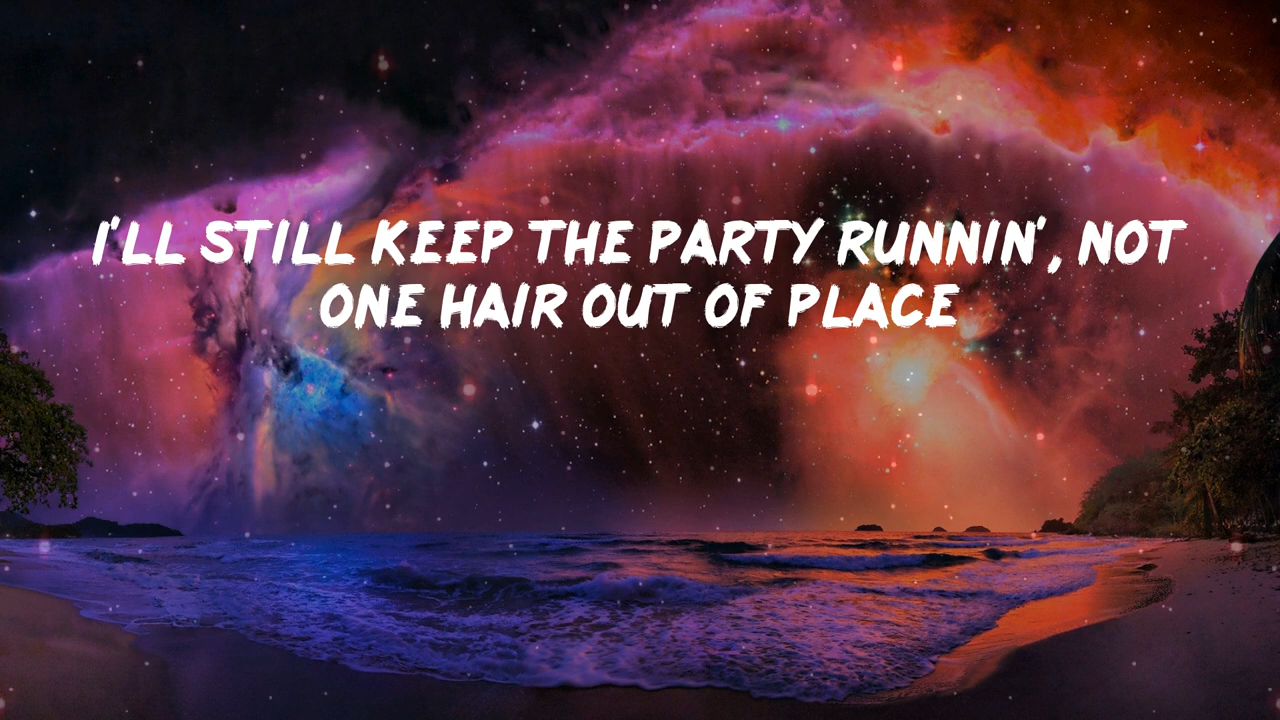 I'LL STILL KEEP THE PARTY RUNNIN', NOT
ONE HAIR OUT OF PLACE